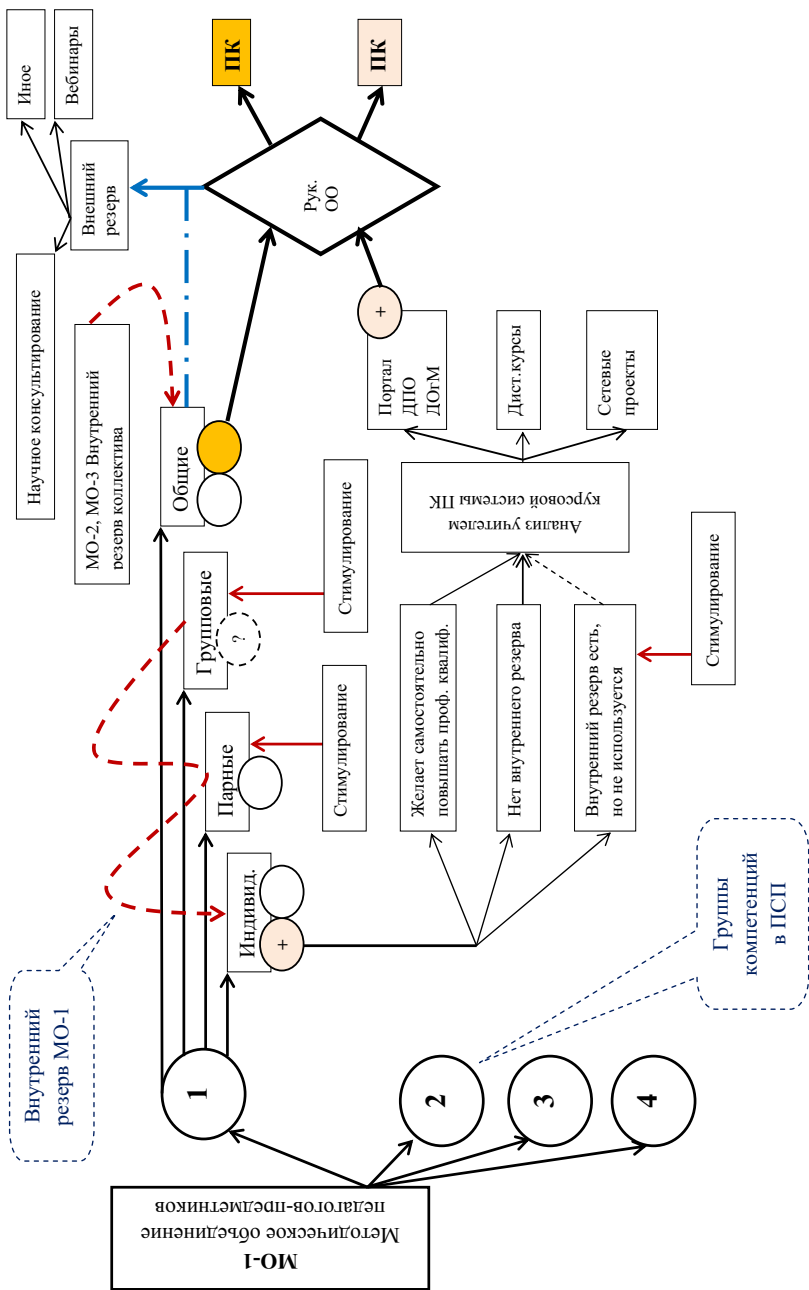 МО-1
Методическое объединение
педагогов-предметников
1
2
3
4
Внутренний
резерв МО-1
Группы
компетенций
в ПСП
Индивид.
+
Парные
Групповые
?
Общие
Стимулирование
Стимулирование
Желает самостоятельно
повышать проф. квалиф.
Нет внутреннего резерва
Внутренний резерв есть,
но не используется
Стимулирование
Анализ учителем
курсовой системы ПК
Портал
ДПО
ДОгМ
+
Дист.курсы
Сетевые
проекты
МО-2, МО-3 Внутренний
резерв коллектива
Научное консультирование
Внешний
резерв
Иное
Вебинары
Рук.
ОО
ПК
ПК